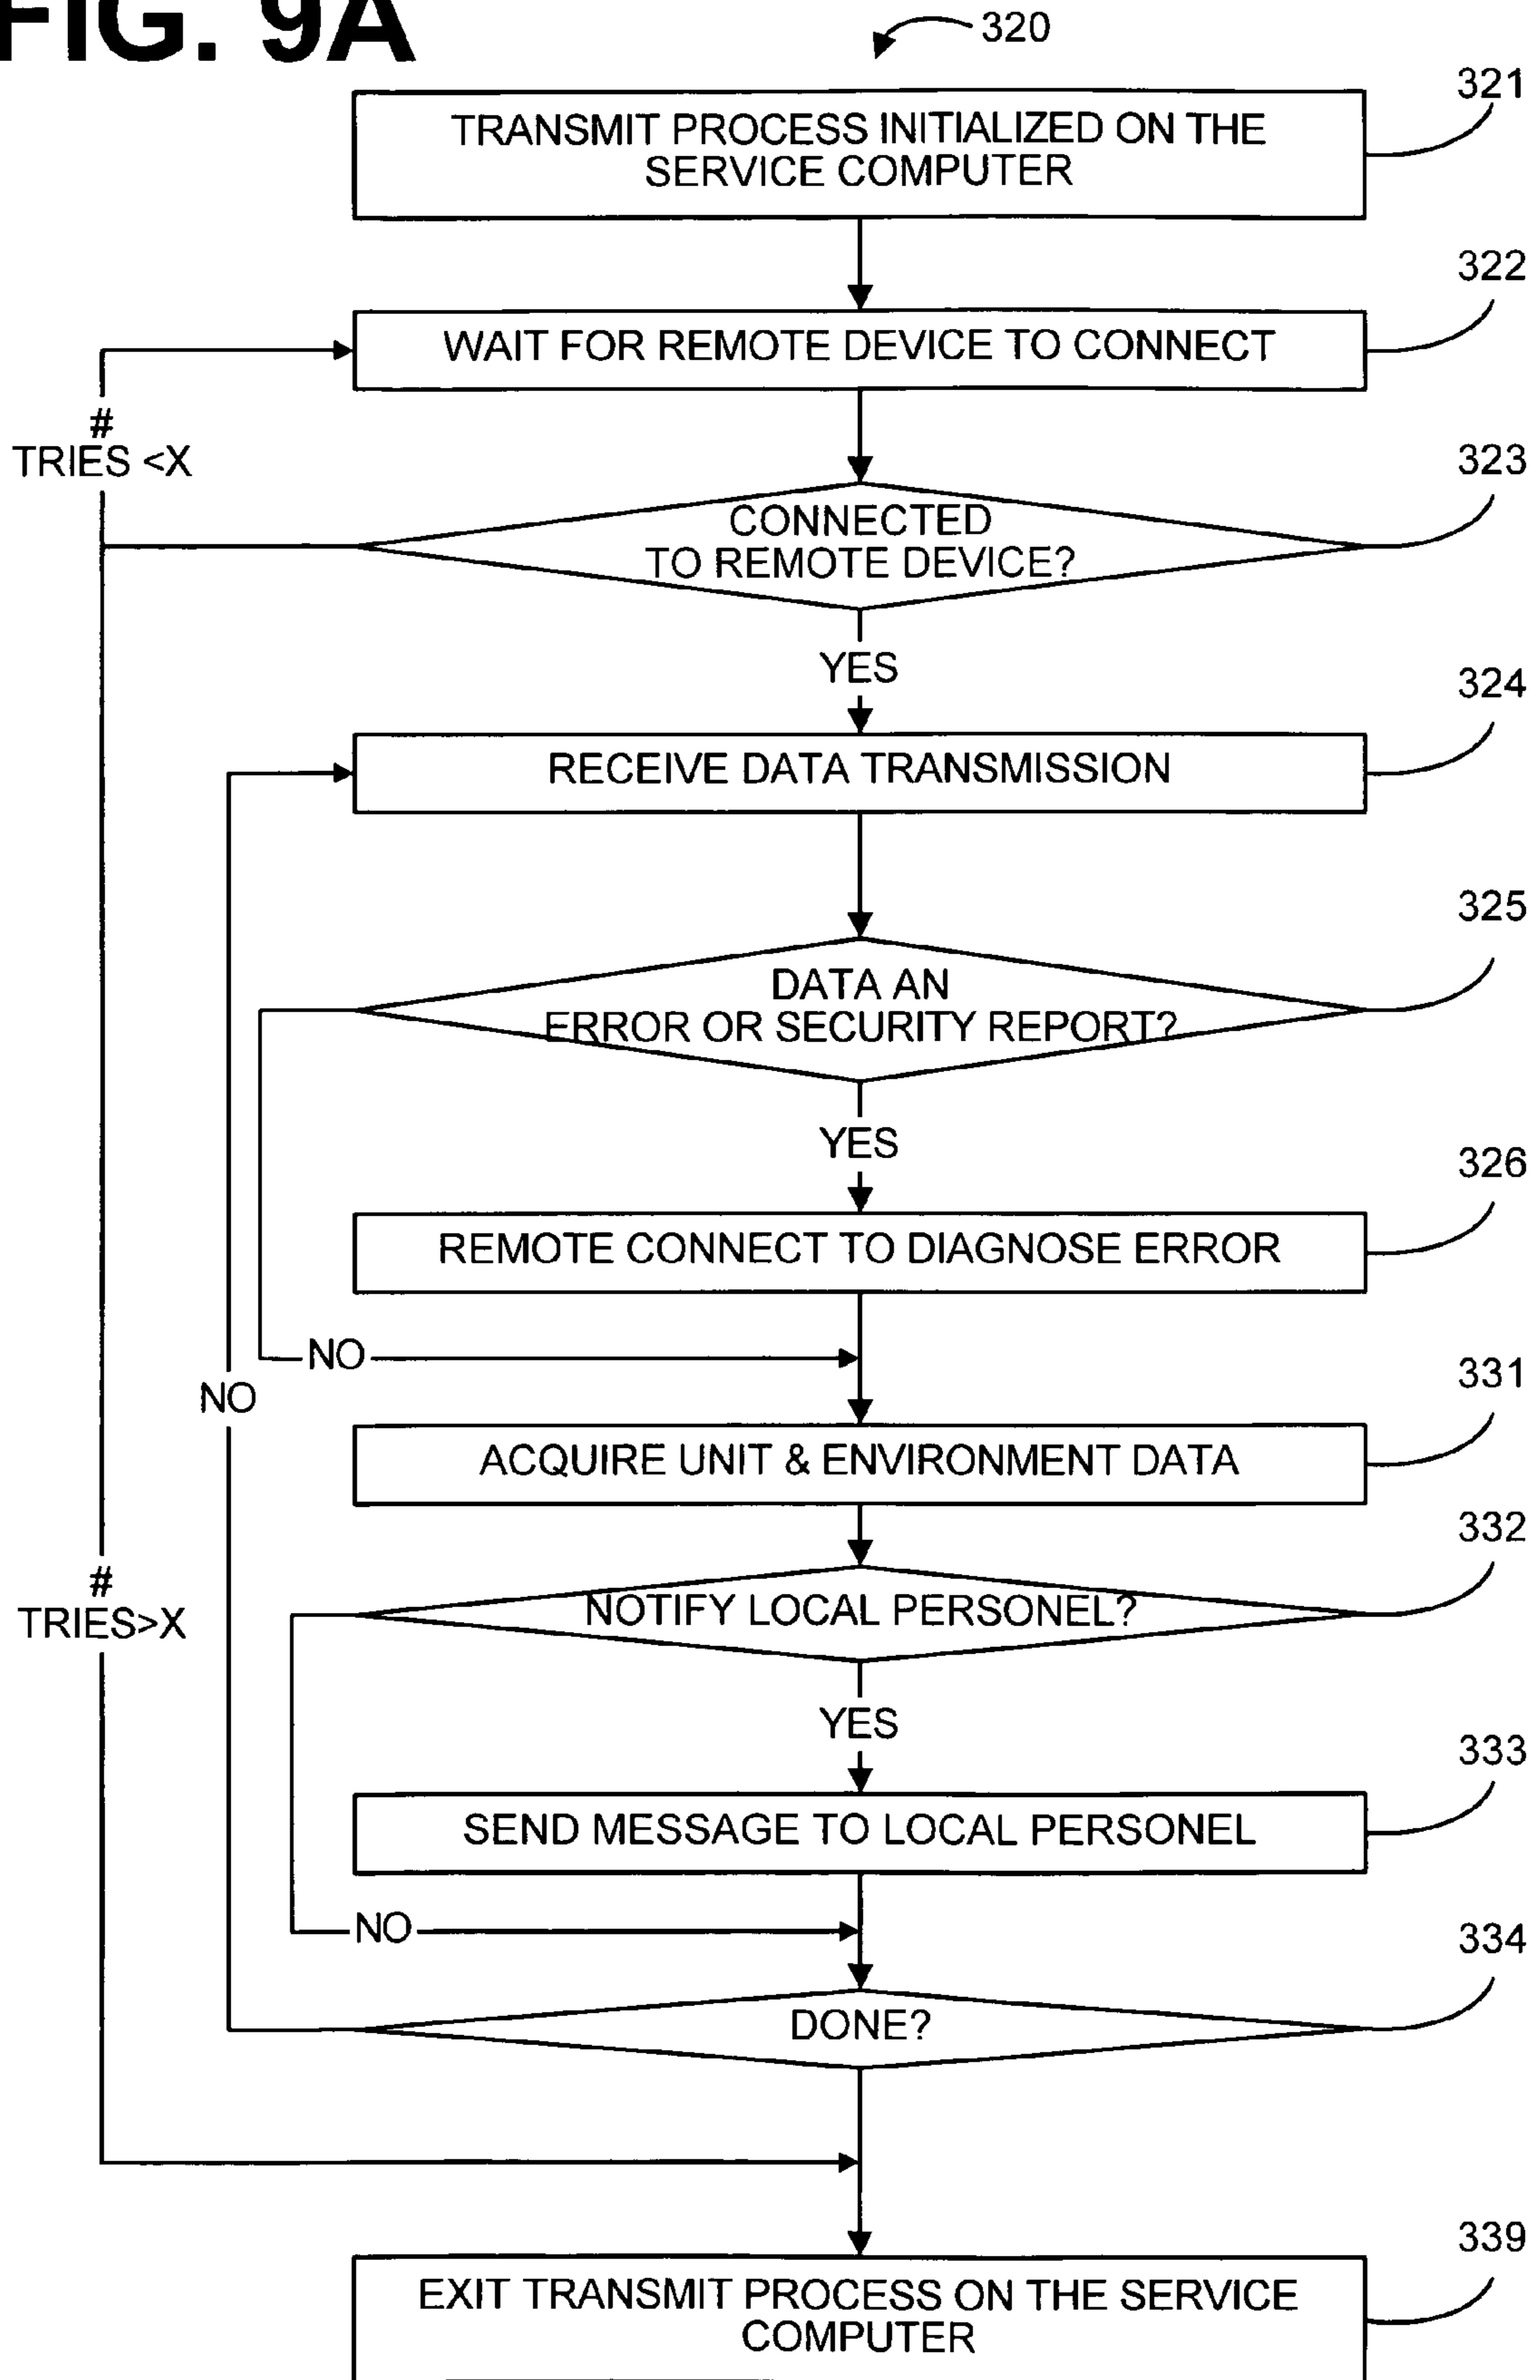 FIG. 9A
320
321
TRANSMIT PROCESS INITIALIZED ON THE
SERVICE COMPUTER
322
WAIT FOR REMOTE DEVICE TO CONNECT
#
TRIES <X
323
CONNECTED
TO REMOTE DEVICE?
YES
324
RECEIVE DATA TRANSMISSION
325
DATA AN
ERROR OR SECURITY REPORT?
YES
326
REMOTE CONNECT TO DIAGNOSE ERROR
NO
NO
331
ACQUIRE UNIT & ENVIRONMENT DATA
332
#
TRIES>X
NOTIFY LOCAL PERSONEL?
YES
333
SEND MESSAGE TO LOCAL PERSONEL
NO
334
DONE?
339
EXIT TRANSMIT PROCESS ON THE SERVICE
COMPUTER